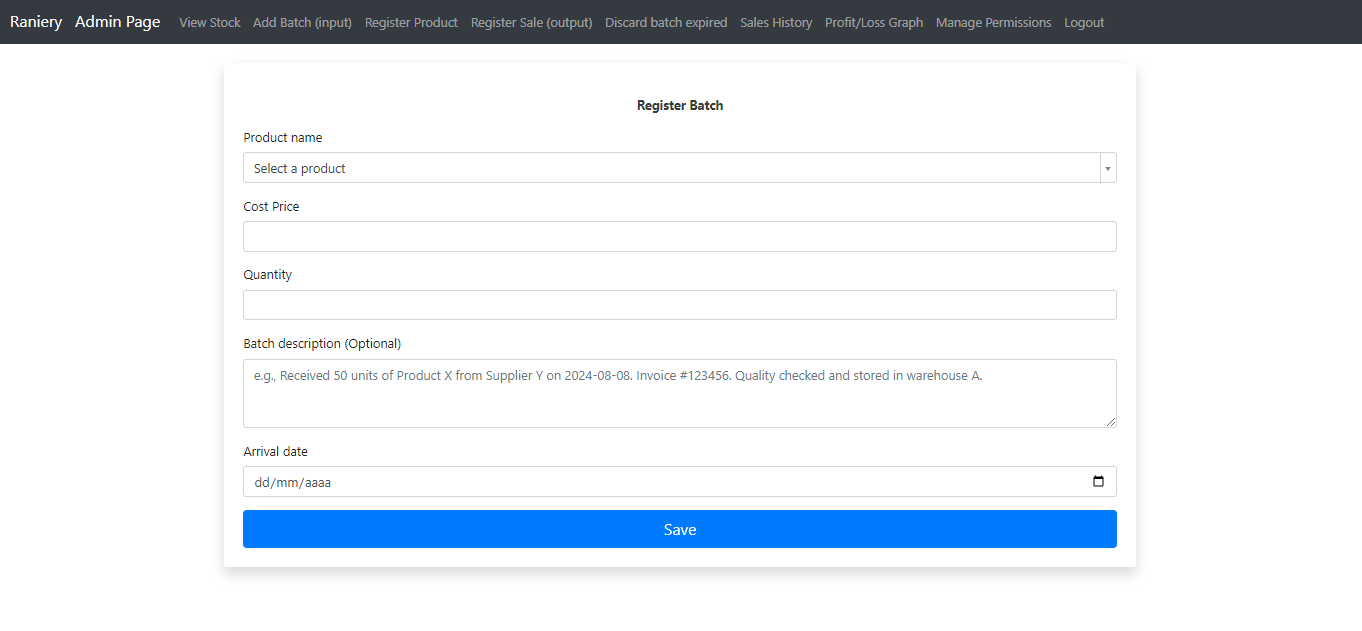 Raniery Admin Page View Stock Add Batch (input) Register Product Register Sale (output) Discard batch expired Sales History Profit/Loss Graph Manage Permissions Logout
Register Batch
Product name
Select a product
Cost Price
Quantity
Batch description (Optional)
e.g., Received 50 units of Product X from Supplier Y on 2024-08-08. Invoice #123456. Quality checked and stored in warehouse A.
Arrival date
dd/mm/aaaa
Save